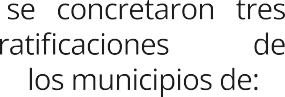 se concretaron tres
ratificaciones de
los municipios de: